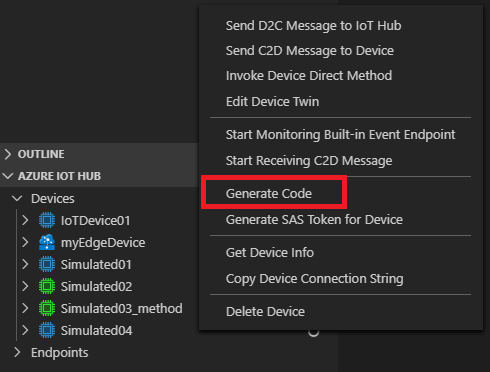 Send D2C Message to IoT Hub
Send C2D Message to Device
Invoke Device Direct Method
Edit Device Twin
Start Monitoring Built-in Event Endpoint
Start Receiving C2D Message
Generate Code
Generate SAS Token for Device
Get Device Info
Copy Device Connection String
Delete Device
OUTLINE
AZURE IOT HUB
Devices
IoTDevice01
myEdgeDevice
Simulated01
Simulated02
Simulated03_method
Simulated04
Endpoints